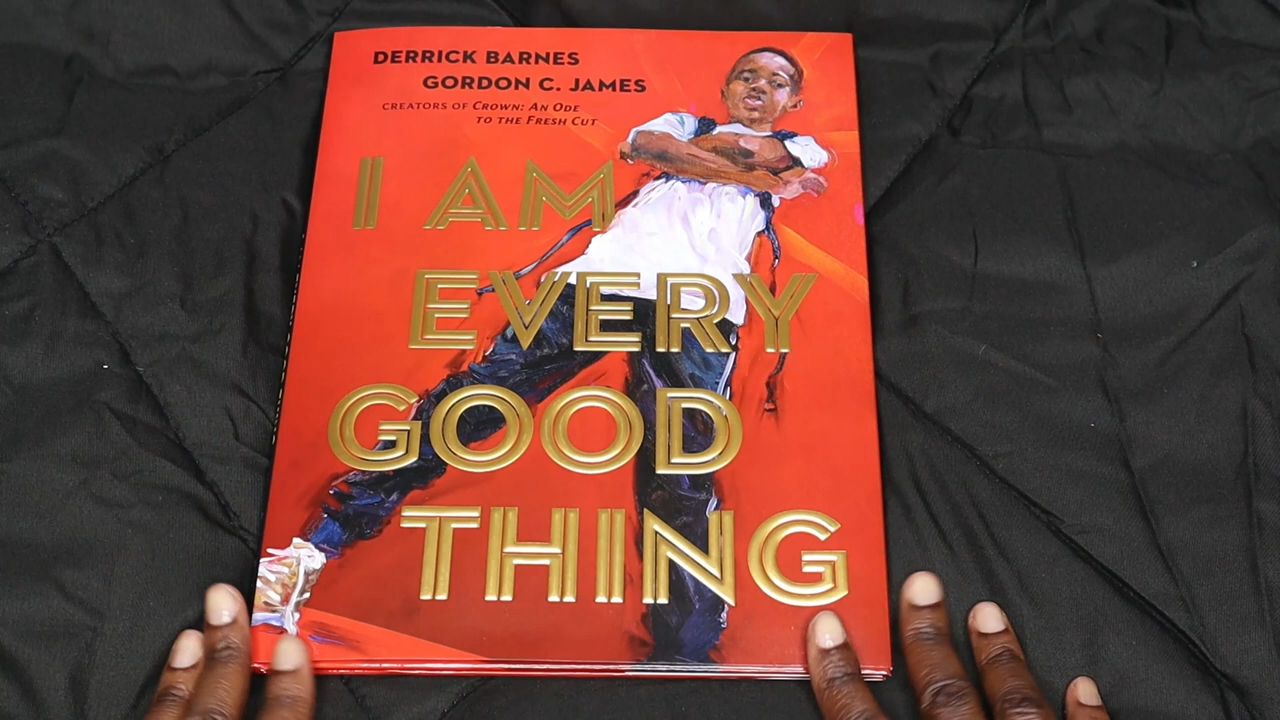 DERRICK BARNES
GORDON C. JAMES
CREATORS OF CROWN: AN ODE
TO THE FRESH CUT
I AM
EVERY
GOOD
THING